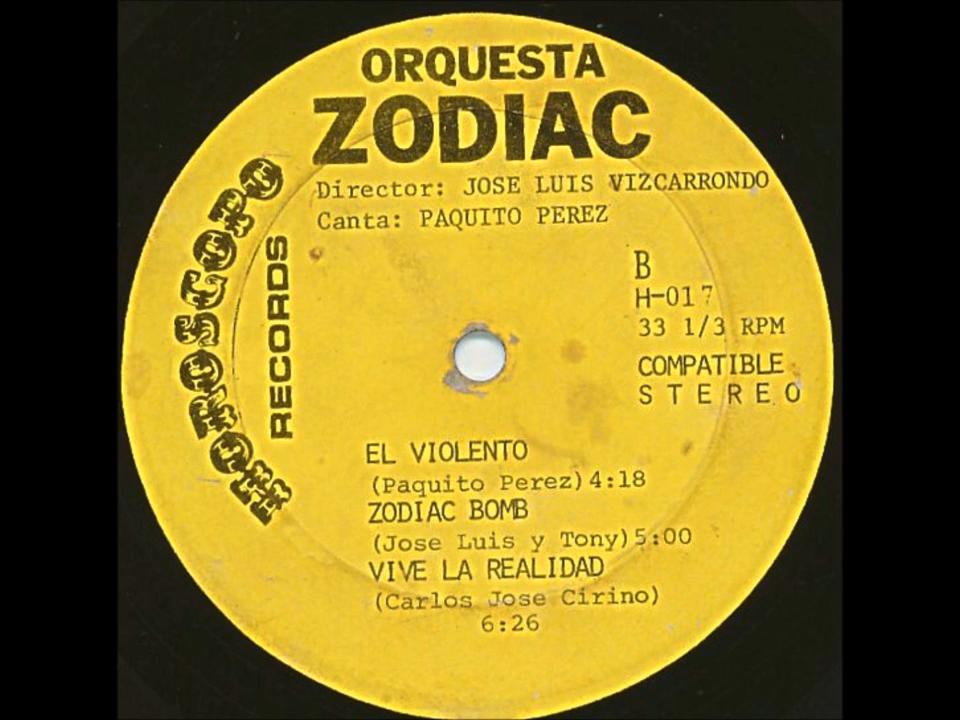 ORQUESTA
ZODIAC
Director: JOSE LUIS VIZCARRONDO
Canta: PAQUITO PEREZ
HOROSCOPO
RECORDS
B
H-017
33 1/3 RPM
COMPATIBLE
S T E R E O
EL VIOLENTO
(Paquito Perez)4:18
ZODIAC BOMB
(Jose Luis y Tony)5:00
VIVE LA REALIDAD
(Carlos Jose Cirino)
6:26